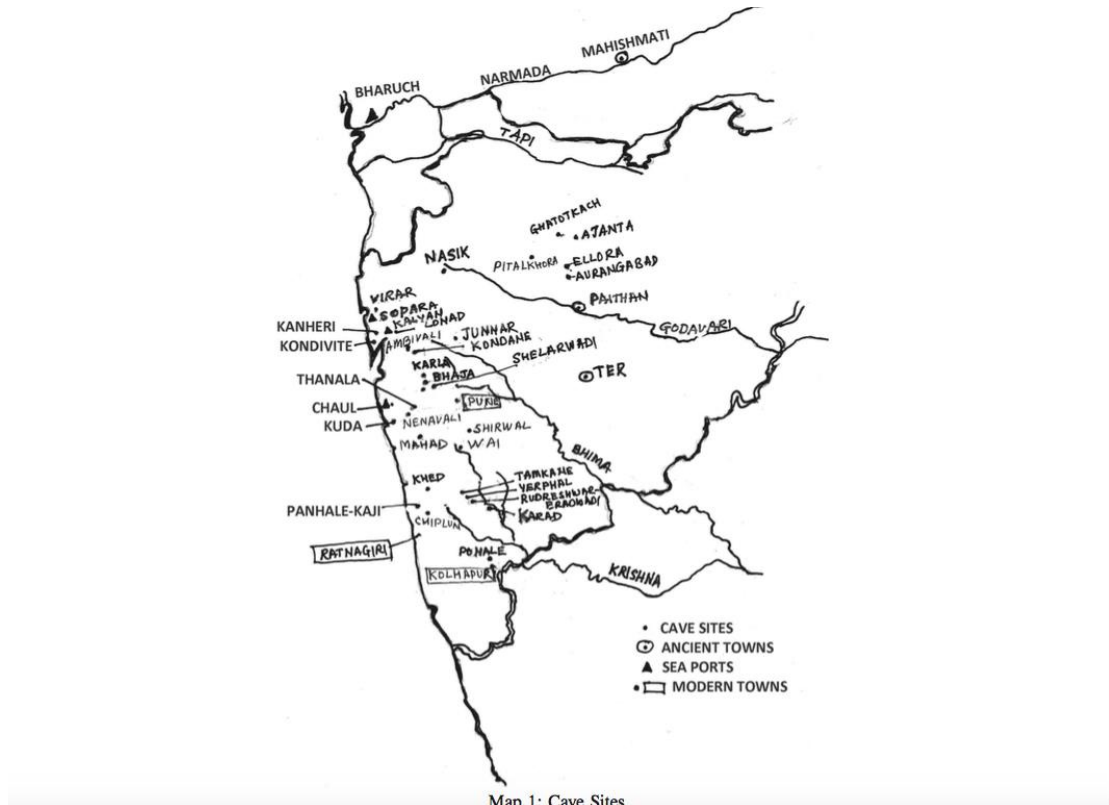 MAHISHMATI
NARMADA
BHARUCH
TAPI
GHATOTKACH
AJANTA
NASIK
PITALKHORA
ELLORA
AURANGABAD
VIRAR
PAITHAN
SOPARA
KALYAN
LONAD
GODAVARI
KANHERI
AMBIVALI
JUNNAR
KONDIVITE
KONDANE
SHELARWADI
KARLA
BHAJA
TER
THANALA
PUNE
CHAUL
NENAVALI
KUDA
SHIRWAL
MAHAD
WAI
BHIMA
KHED
TAMKANE
YERPHAL
RUDRESHWAR
PANHALE-KAJI
KARAD
CHIPLUN
RATNAGIRI
POHALE
KOLHAPUR
KRISHNA
CAVE SITES
ANCIENT TOWNS
SEA PORTS
MODERN TOWNS
Map 1: Cave Sites